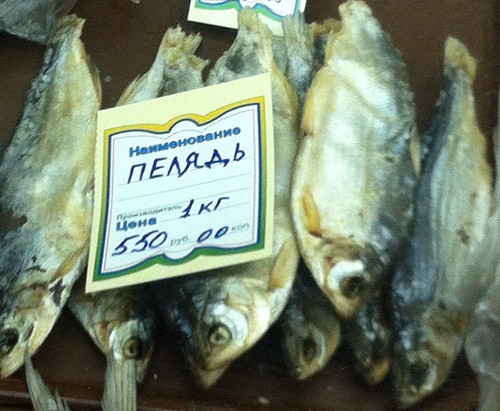 Наименование
ПЕЛЯДЬ
Производитель
Цена 1 КГ
550 руб. 00 коп